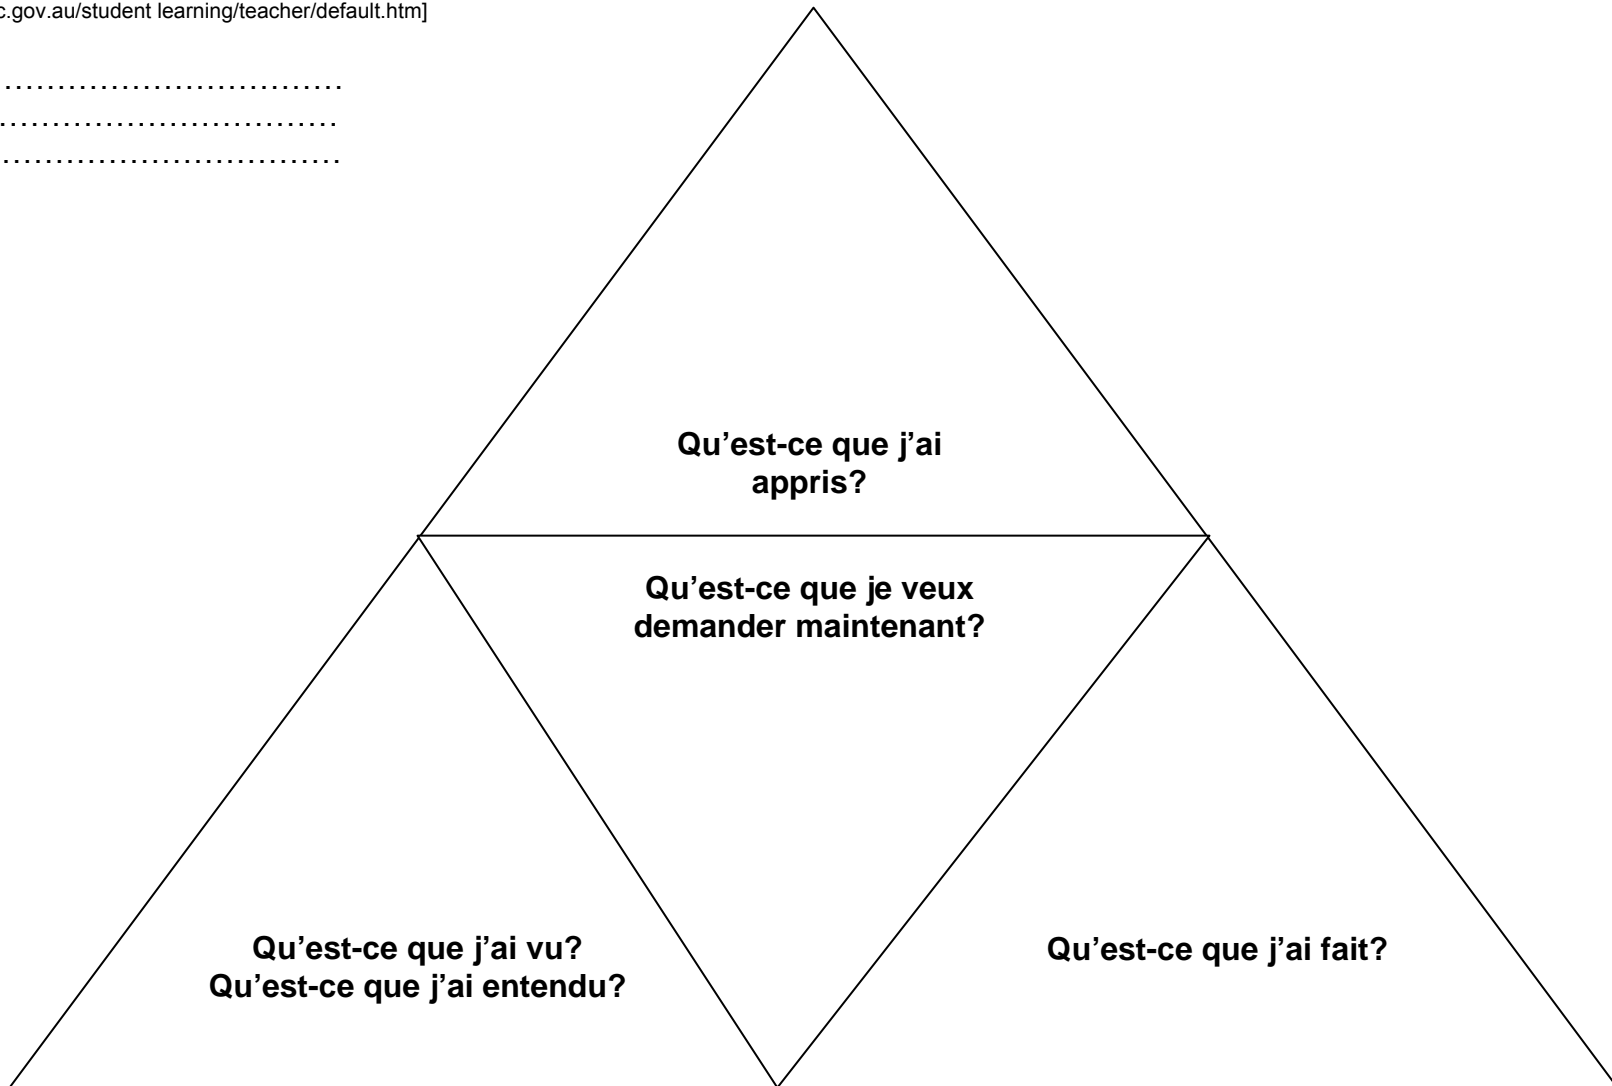 c.gov.au/student learning/teacher/default.htm]
…………………………….
…………………………….
…………………………….
Qu’est-ce que j’ai
appris?
Qu’est-ce que je veux
demander maintenant?
Qu’est-ce que j’ai vu?
Qu’est-ce que j’ai entendu?
Qu’est-ce que j’ai fait?